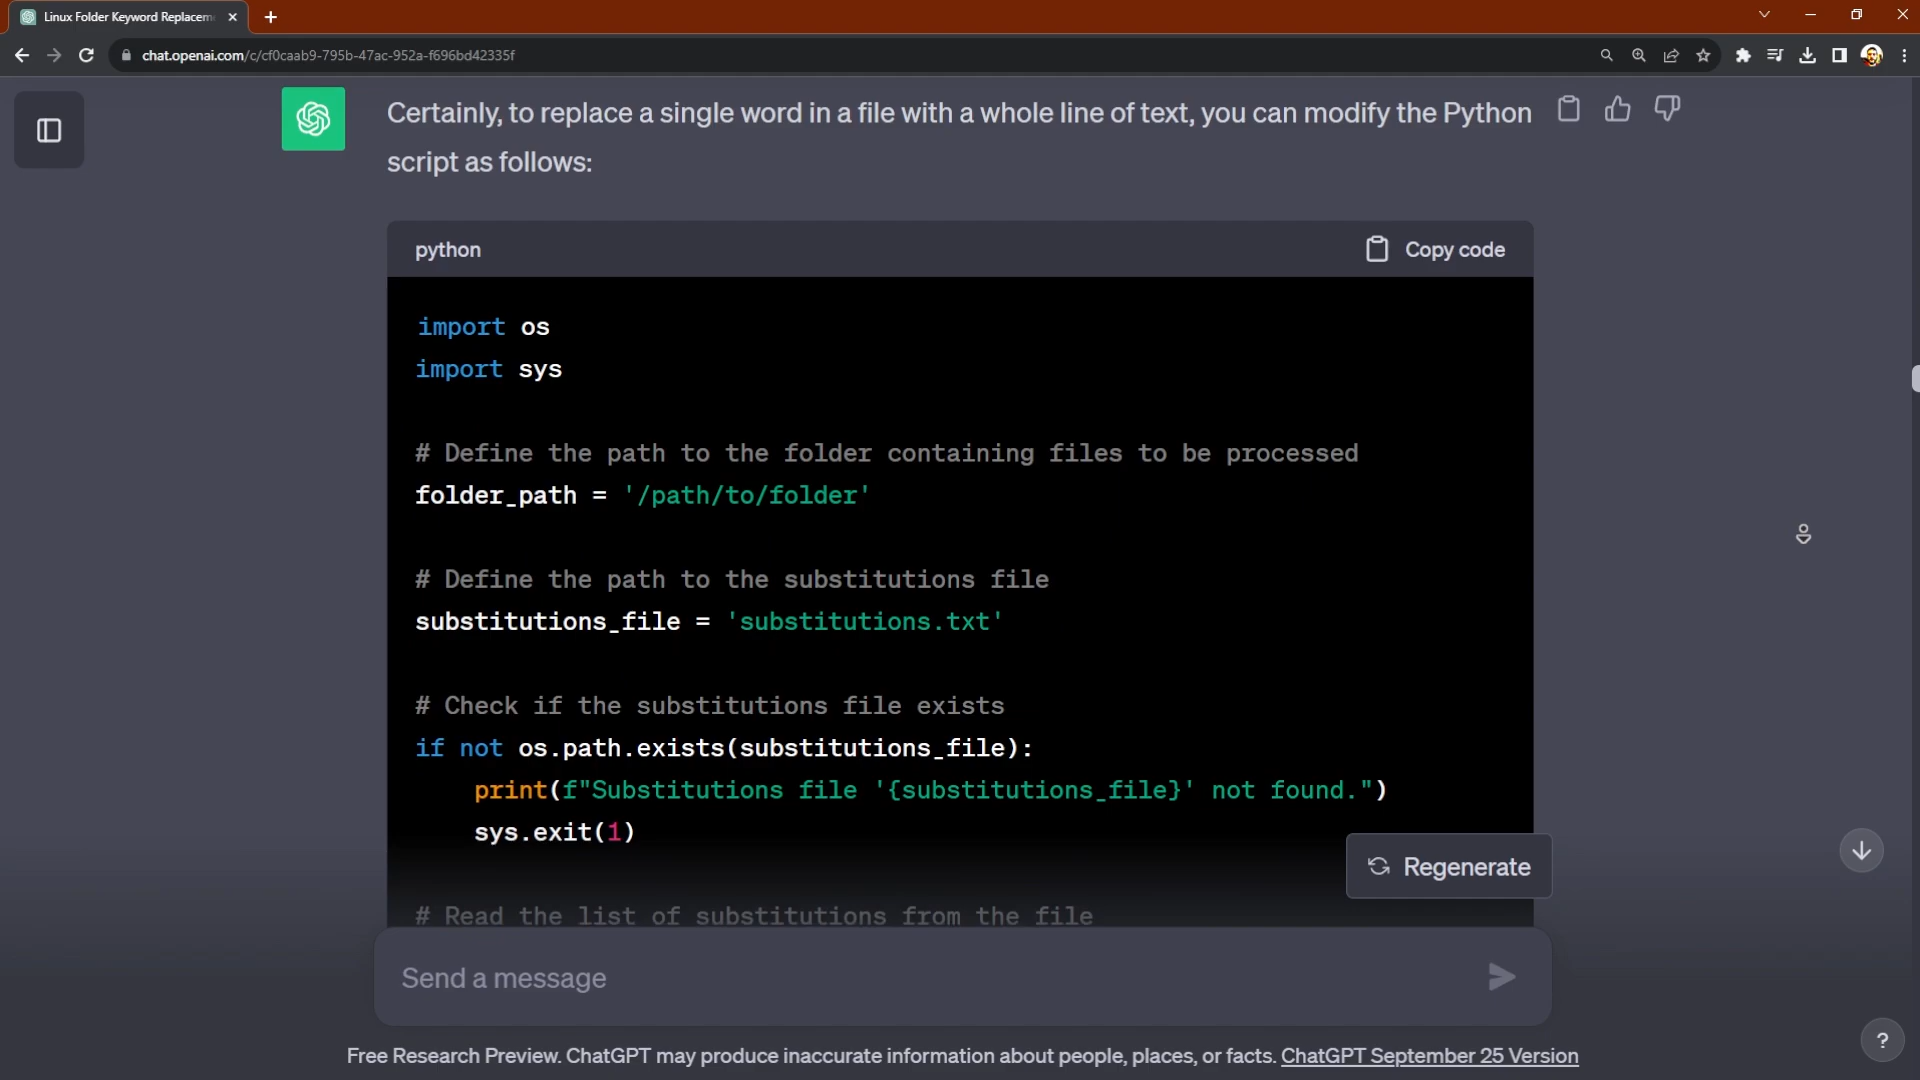 Linux Folder Keyword Replacem
chat.openai.com/c/cf0caab9-795b-47ac-952a-f696bd42335f
Certainly, to replace a single word in a file with a whole line of text, you can modify the Python
script as follows:
python
Copy code
import os
import sys
# Define the path to the folder containing files to be processed
folder_path = '/path/to/folder'
# Define the path to the substitutions file
substitutions_file = 'substitutions.txt'
# Check if the substitutions file exists
if not os.path.exists(substitutions_file):
    print(f"Substitutions file '{substitutions_file}' not found.")
    sys.exit(1)
Regenerate
# Read the list of substitutions from the file
Send a message
Free Research Preview. ChatGPT may produce inaccurate information about people, places, or facts. ChatGPT September 25 Version
?